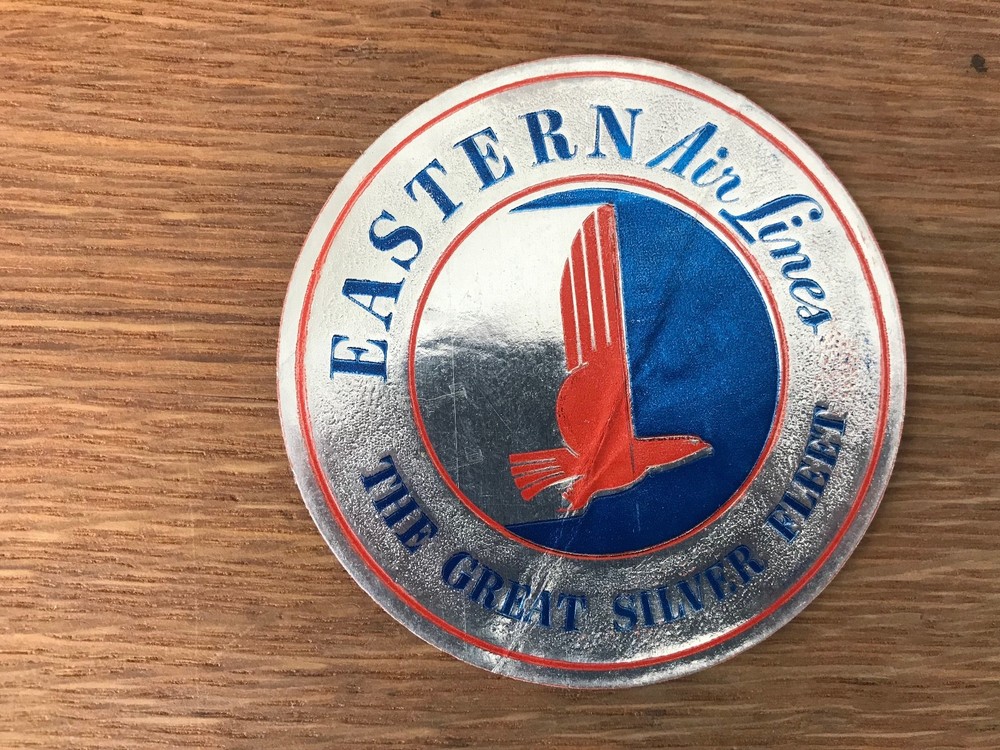 EASTERN Air Lines
THE GREAT SILVER FLEET